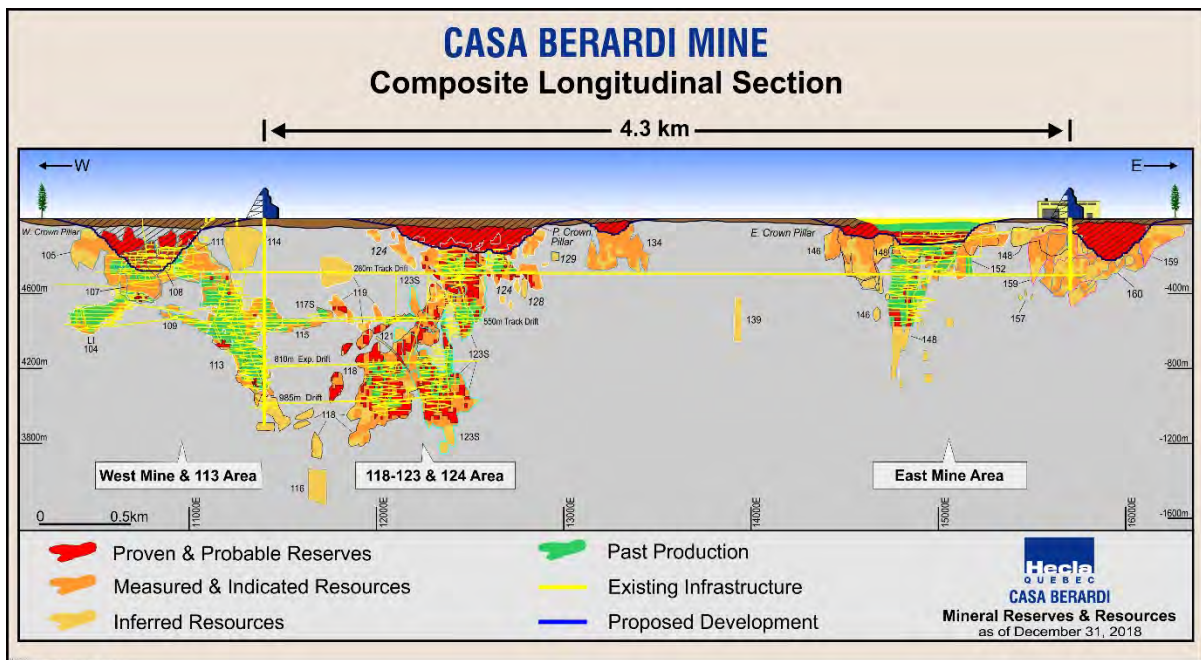 CASA BERARDI MINE
Composite Longitudinal Section
4.3 km
W
E
W. Crown Pillar
111
114
105
124
P. Crown
Pillar
129
134
E. Crown Pillar
146
148
152
148
159
159
160
280m Track Drift
123S
107
108
119
117S
124
128
4600m
-400m
109
115
121
550m Track Drift
139
146
157
LI
104
113
810m Exp. Drift
118
123S
148
4200m
-800m
985m Drift
118
123S
3800m
-1200m
West Mine & 113 Area
118-123 & 124 Area
East Mine Area
116
0
0.5km
11000E
12000E
13000E
14000E
15000E
16000E
-1600m
Proven & Probable Reserves
Past Production
Measured & Indicated Resources
Existing Infrastructure
Inferred Resources
Proposed Development
Hecla
QUEBEC
CASA BERARDI
Mineral Reserves & Resources
as of December 31, 2018